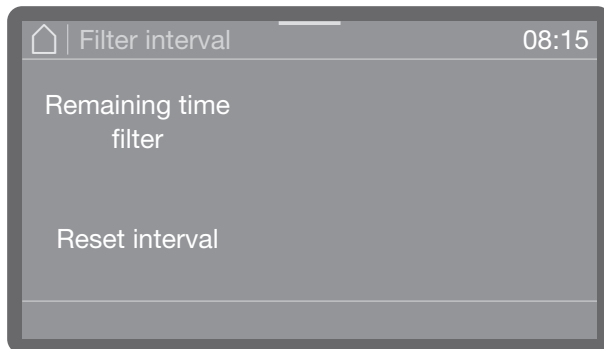 Filter interval
08:15
Remaining time
filter
Reset interval